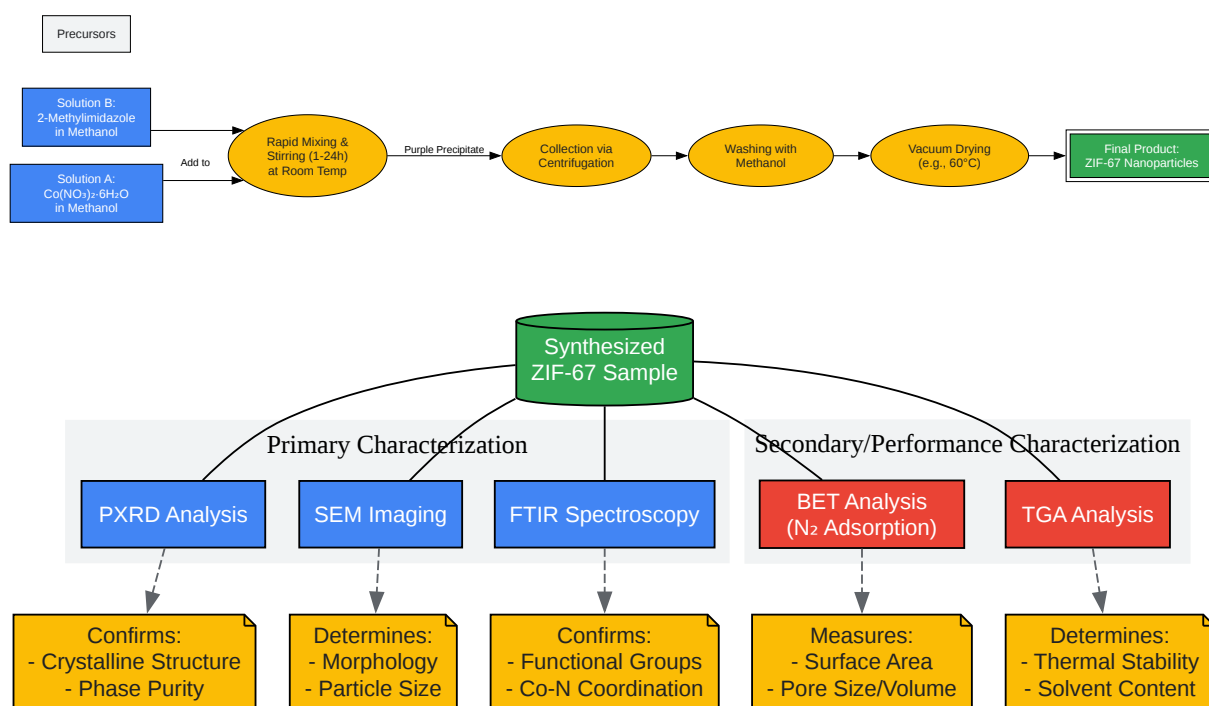 Precursors
Solution B:
2-Methylimidazole
in Methanol
Solution A:
Co(NO₃)₂·6H₂O
in Methanol
Add to
Rapid Mixing &
Stirring (1-24h)
at Room Temp
Purple Precipitate
Collection via
Centrifugation
Washing with
Methanol
Vacuum Drying
(e.g., 60°C)
Final Product:
ZIF-67 Nanoparticles
Synthesized
ZIF-67 Sample
Primary Characterization
Secondary/Performance Characterization
PXRD Analysis
SEM Imaging
FTIR Spectroscopy
BET Analysis
(N₂ Adsorption)
TGA Analysis
Confirms:
- Crystalline Structure
- Phase Purity
Determines:
- Morphology
- Particle Size
Confirms:
- Functional Groups
- Co-N Coordination
Measures:
- Surface Area
- Pore Size/Volume
Determines:
- Thermal Stability
- Solvent Content